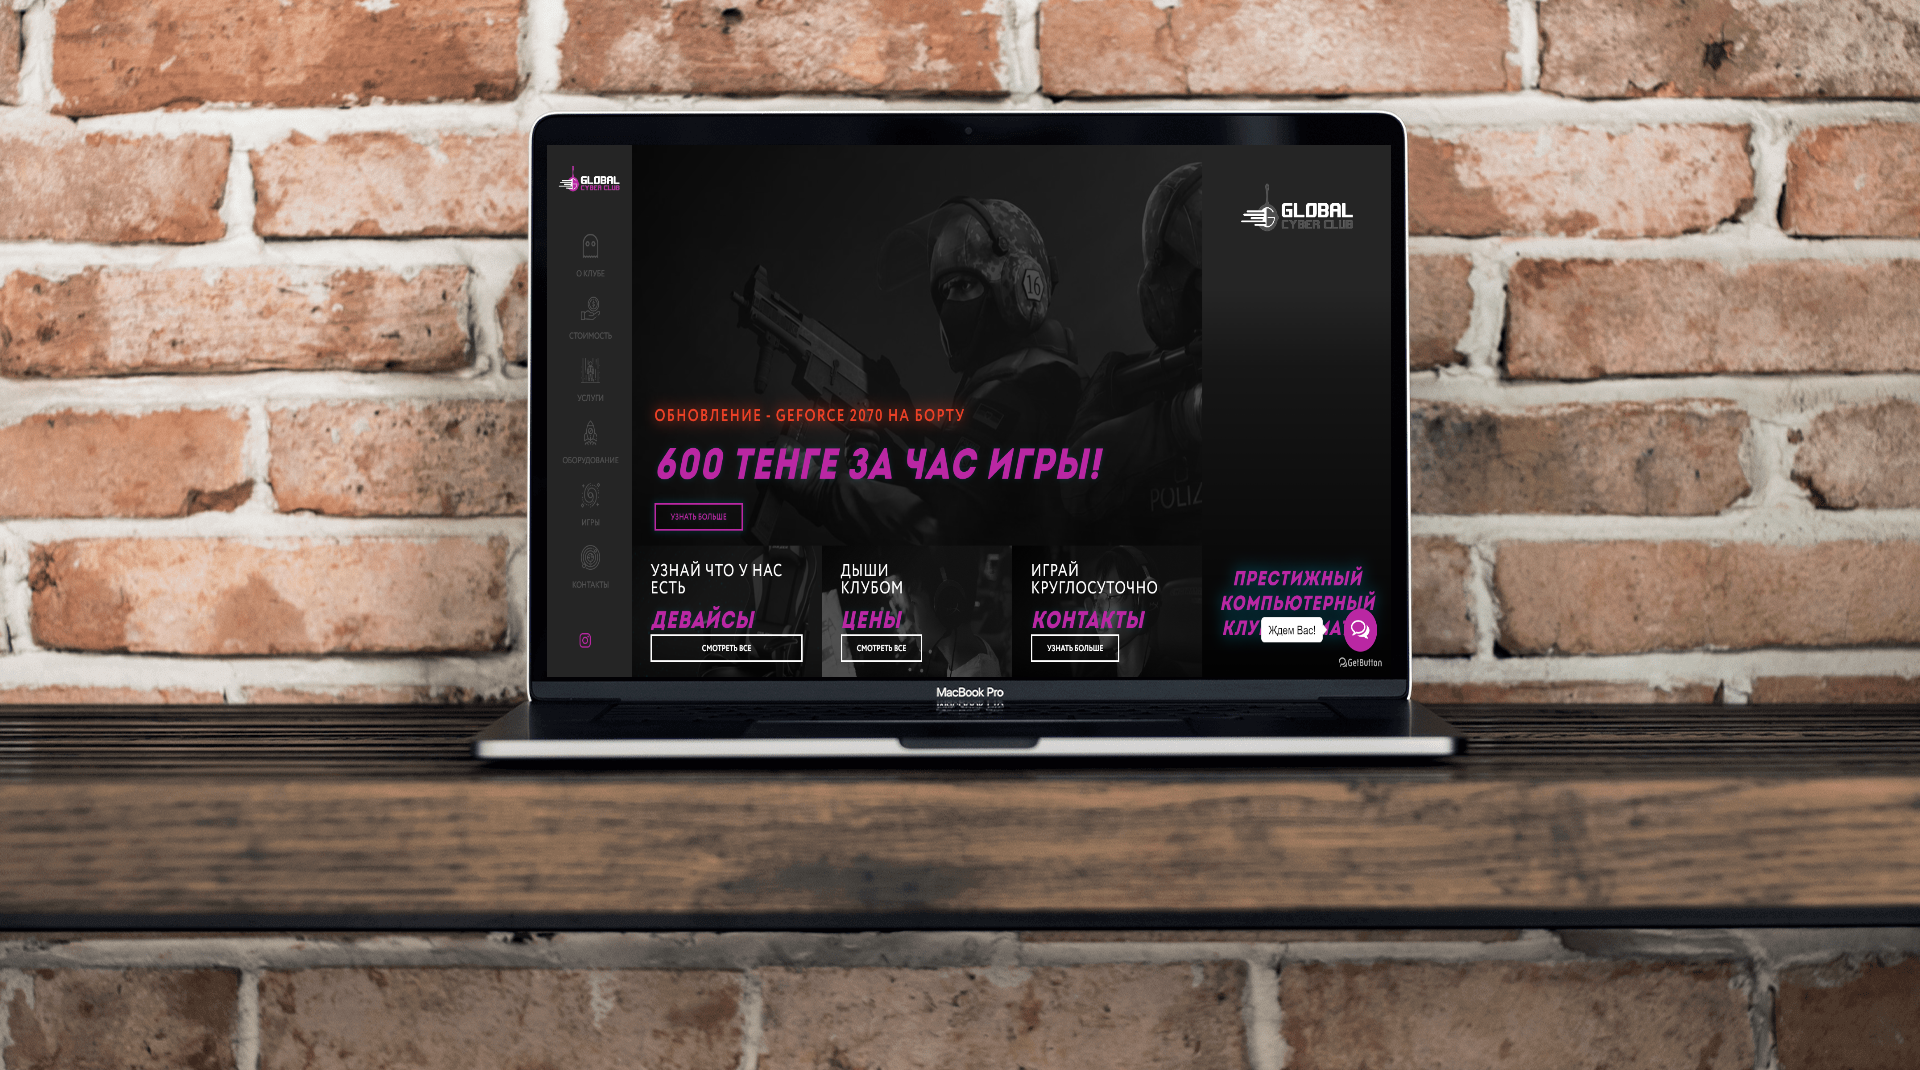 GLOBAL
CYBER CLUB
О КЛУБЕ
СТОИМОСТЬ
УСЛУГИ
ОБОРУДОВАНИЕ
ИГРЫ
КОНТАКТЫ
16
POLIZ
ОБНОВЛЕНИЕ - GEFORCE 2070 НА БОРТУ
600 ТЕНГЕ ЗА ЧАС ИГРЫ!
УЗНАТЬ БОЛЬШЕ
УЗНАЙ ЧТО У НАС
ЕСТЬ
ДЕВАЙСЫ
СМОТРЕТЬ ВСЕ
ДЫШИ
КЛУБОМ
ЦЕНЫ
СМОТРЕТЬ ВСЕ
ИГРАЙ
КРУГЛОСУТОЧНО
КОНТАКТЫ
УЗНАТЬ БОЛЬШЕ
GLOBAL
CYBER CLUB
ПРЕСТИЖНЫЙ
КОМПЬЮТЕРНЫЙ
Ждем Вас!
GetButton
MacBook Pro